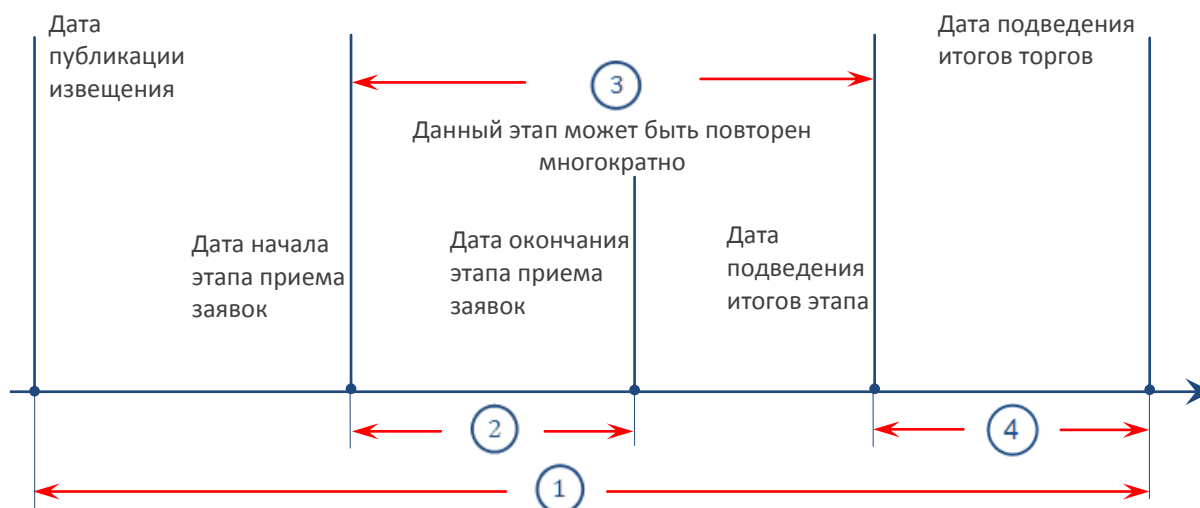 Дата
публикации
извещения
Дата подведения
итогов торгов
3
Данный этап может быть повторен
многократно
Дата начала
этапа приема
заявок
Дата окончания
этапа приема
заявок
Дата
подведения
итогов этапа
2
4
1